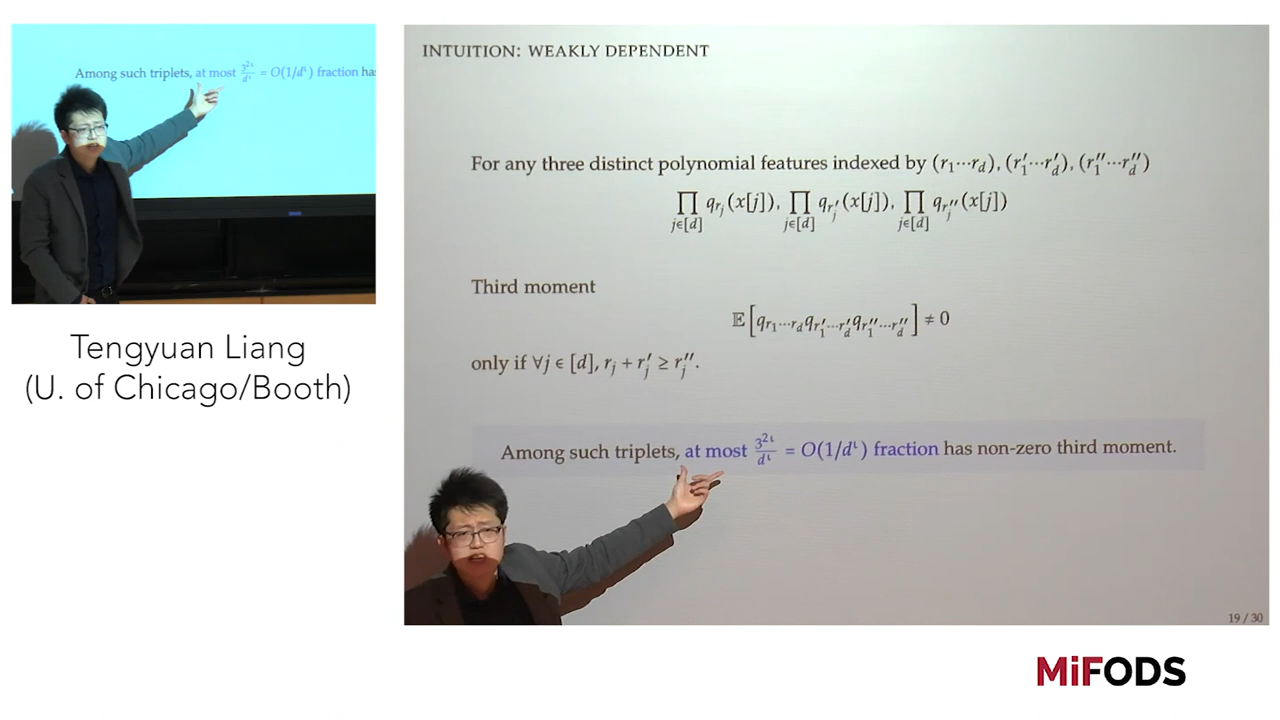 Among such triplets, at most 3^{2ι}/d^ι = O(1/d^ι) fraction has
Tengyuan Liang
(U. of Chicago/Booth)
INTUITION: WEAKLY DEPENDENT
For any three distinct polynomial features indexed by (r_1⋯r_d), (r'_1⋯r'_d), (r''_1⋯r''_d)
∏_{j∈[d]} q_{r_j}(x[j]), ∏_{j∈[d]} q_{r'_j}(x[j]), ∏_{j∈[d]} q_{r''_j}(x[j])
Third moment
𝔼[q_{r_1⋯r_d} q_{r'_1⋯r'_d} q_{r''_1⋯r''_d}] ≠ 0
only if ∀j ∈ [d], r_j + r'_j ≥ r''_j.
Among such triplets, at most 3^{2ι}/d^ι = O(1/d^ι) fraction has non-zero third moment.
19 / 30
MiFODS